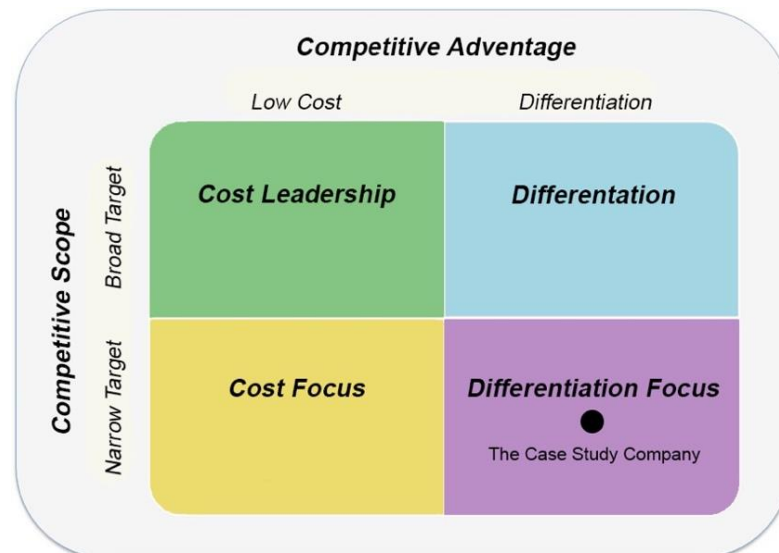 Competitive Adventage
Low Cost
Differentiation
Competitive Scope
Broad Target
Narrow Target
Cost Leadership
Differentation
Cost Focus
Differentiation Focus
The Case Study Company